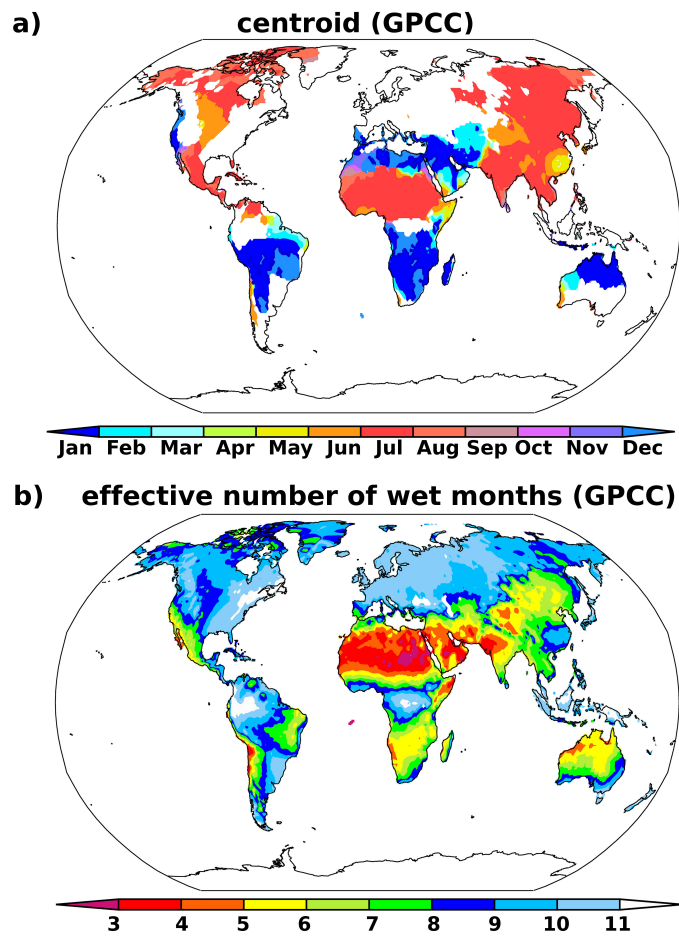 a) centroid (GPCC)
Jan Feb Mar Apr May Jun Jul Aug Sep Oct Nov Dec
b) effective number of wet months (GPCC)
3 4 5 6 7 8 9 10 11